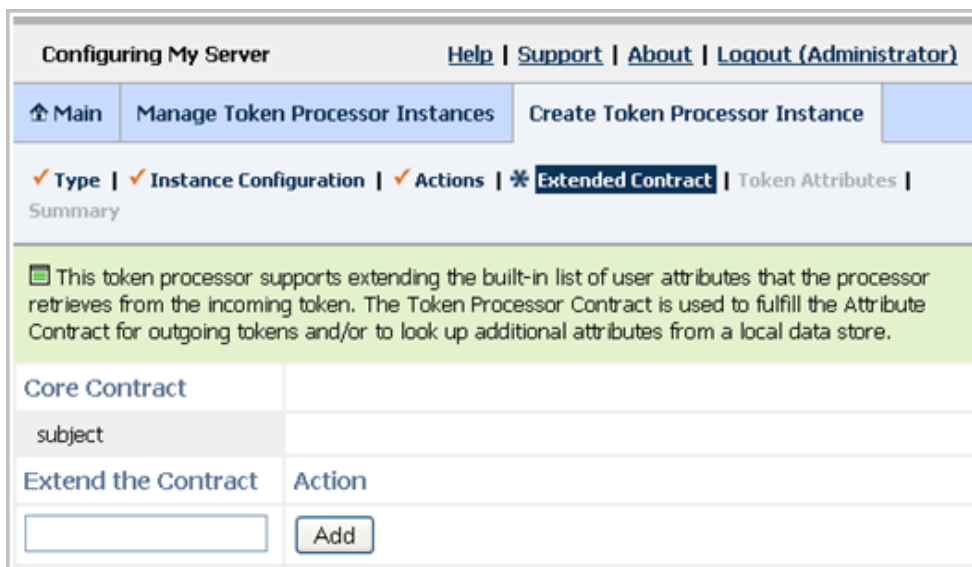 Configuring My Server
Help | Support | About | Logout (Administrator)
Main
Manage Token Processor Instances
Create Token Processor Instance
Type | Instance Configuration | Actions | Extended Contract | Token Attributes |
Summary
This token processor supports extending the built-in list of user attributes that the processor
retrieves from the incoming token. The Token Processor Contract is used to fulfill the Attribute
Contract for outgoing tokens and/or to look up additional attributes from a local data store.
Core Contract
subject
Extend the Contract
Action
Add